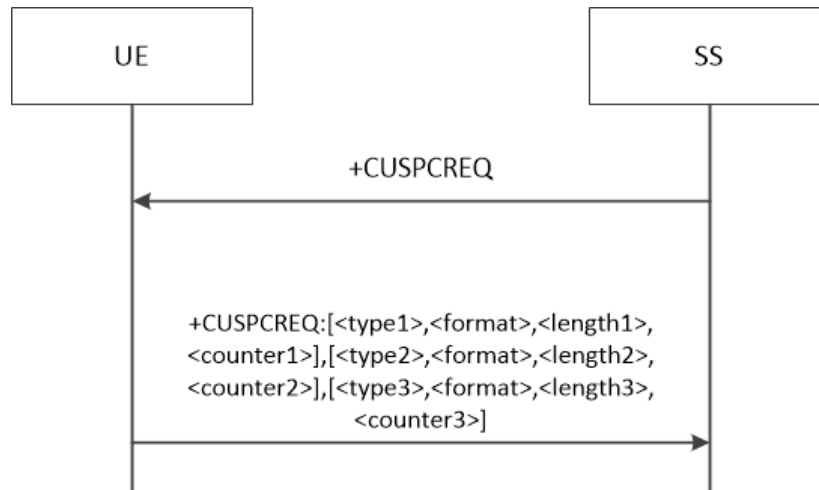 UE
SS
+CUSPCREQ
+CUSPCREQ:[<type1>,<format>,<length1>,
<counter1>],[<type2>,<format>,<length2>,
<counter2>],[<type3>,<format>,<length3>,
<counter3>]